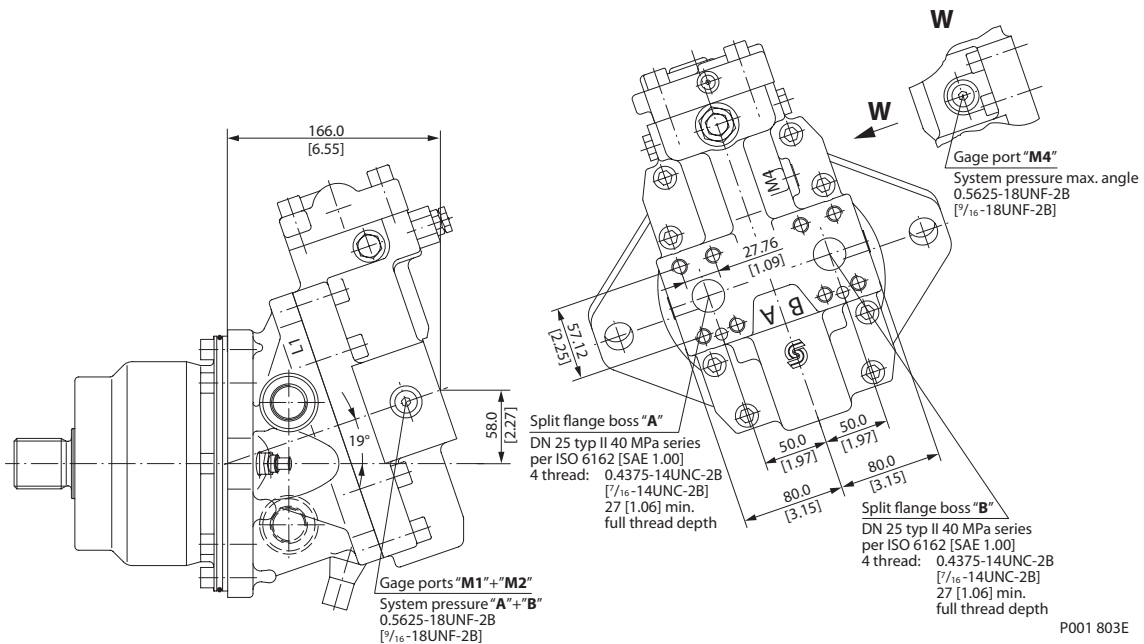 166.0
[6.55]
L1
19°
58.0
[2.27]
Gage ports "M1"+"M2"
System pressure "A"+"B"
0.5625-18UNF-2B
[9/16-18UNF-2B]
W
W
Gage port "M4"
System pressure max. angle
0.5625-18UNF-2B
[9/16-18UNF-2B]
M4
27.76
[1.09]
57.12
[2.25]
B A
50.0
[1.97]
50.0
[1.97]
80.0
[3.15]
80.0
[3.15]
Split flange boss "A"
DN 25 typ II 40 MPa series
per ISO 6162 [SAE 1.00]
4 thread: 0.4375-14UNC-2B
[7/16-14UNC-2B]
27 [1.06] min.
full thread depth
Split flange boss "B"
DN 25 typ II 40 MPa series
per ISO 6162 [SAE 1.00]
4 thread: 0.4375-14UNC-2B
[7/16-14UNC-2B]
27 [1.06] min.
full thread depth
P001 803E